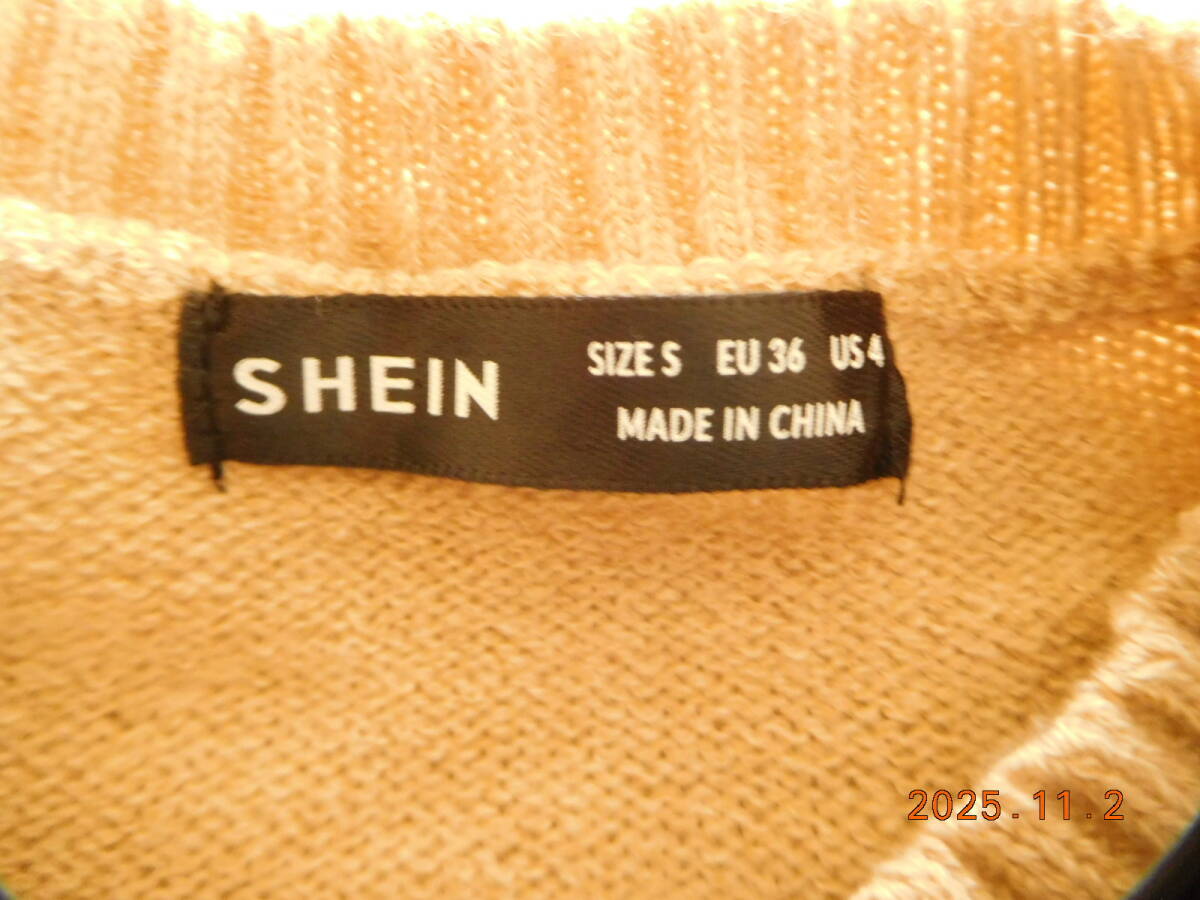 SHEIN
SIZE S EU 36 US 4
MADE IN CHINA
2025.11.2